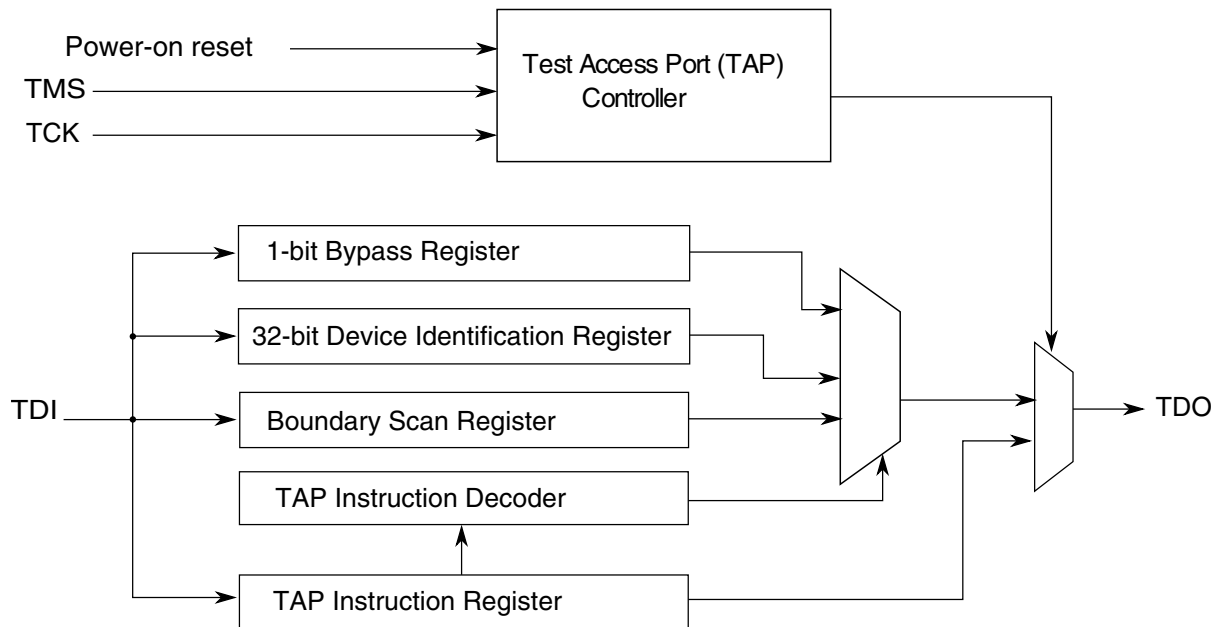 Power-on reset
TMS
TCK
Test Access Port (TAP)
Controller
1-bit Bypass Register
32-bit Device Identification Register
TDI
Boundary Scan Register
TDO
TAP Instruction Decoder
TAP Instruction Register